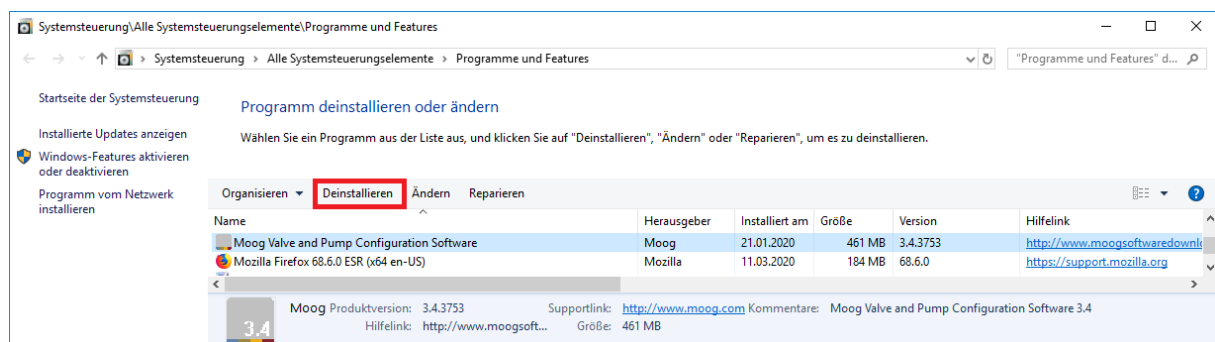 Systemsteuerung\Alle Systemsteuerungselemente\Programme und Features
Systemsteuerung > Alle Systemsteuerungselemente > Programme und Features
"Programme und Features" d...
Startseite der Systemsteuerung
Installierte Updates anzeigen
Windows-Features aktivieren
oder deaktivieren
Programm vom Netzwerk
installieren
Programm deinstallieren oder ändern
Wählen Sie ein Programm aus der Liste aus, und klicken Sie auf "Deinstallieren", "Ändern" oder "Reparieren", um es zu deinstallieren.
Organisieren Deinstallieren Ändern Reparieren
Name Herausgeber Installiert am Größe Version Hilfelink
Moog Valve and Pump Configuration Software Moog 21.01.2020 461 MB 3.4.3753 http://www.moogsoftwaredownlo
Mozilla Firefox 68.6.0 ESR (x64 en-US) Mozilla 11.03.2020 184 MB 68.6.0 https://support.mozilla.org
3.4
Moog Produktversion: 3.4.3753 Supportlink: http://www.moog.com Kommentare: Moog Valve and Pump Configuration Software 3.4
Hilfelink: http://www.moogsoft... Größe: 461 MB